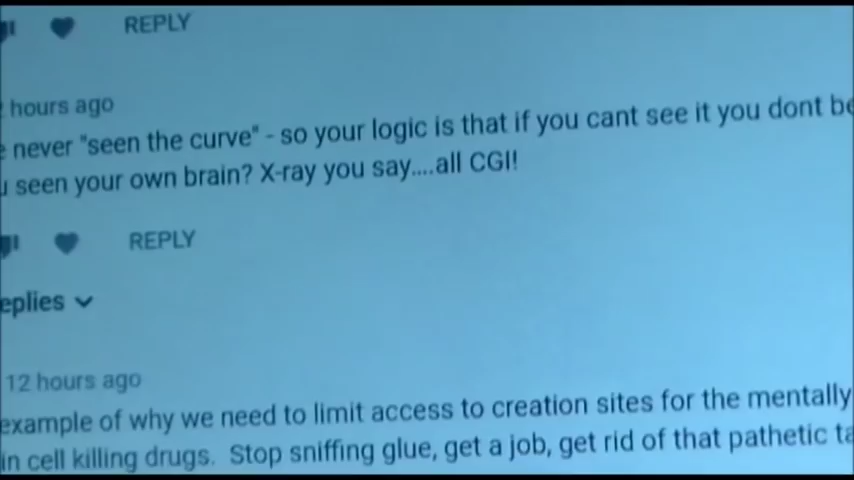 REPLY
hours ago
never "seen the curve" - so your logic is that if you cant see it you dont
seen your own brain? X-ray you say....all CGI!
REPLY
eplies
12 hours ago
example of why we need to limit access to creation sites for the mentally
in cell killing drugs. Stop sniffing glue, get a job, get rid of that pathetic